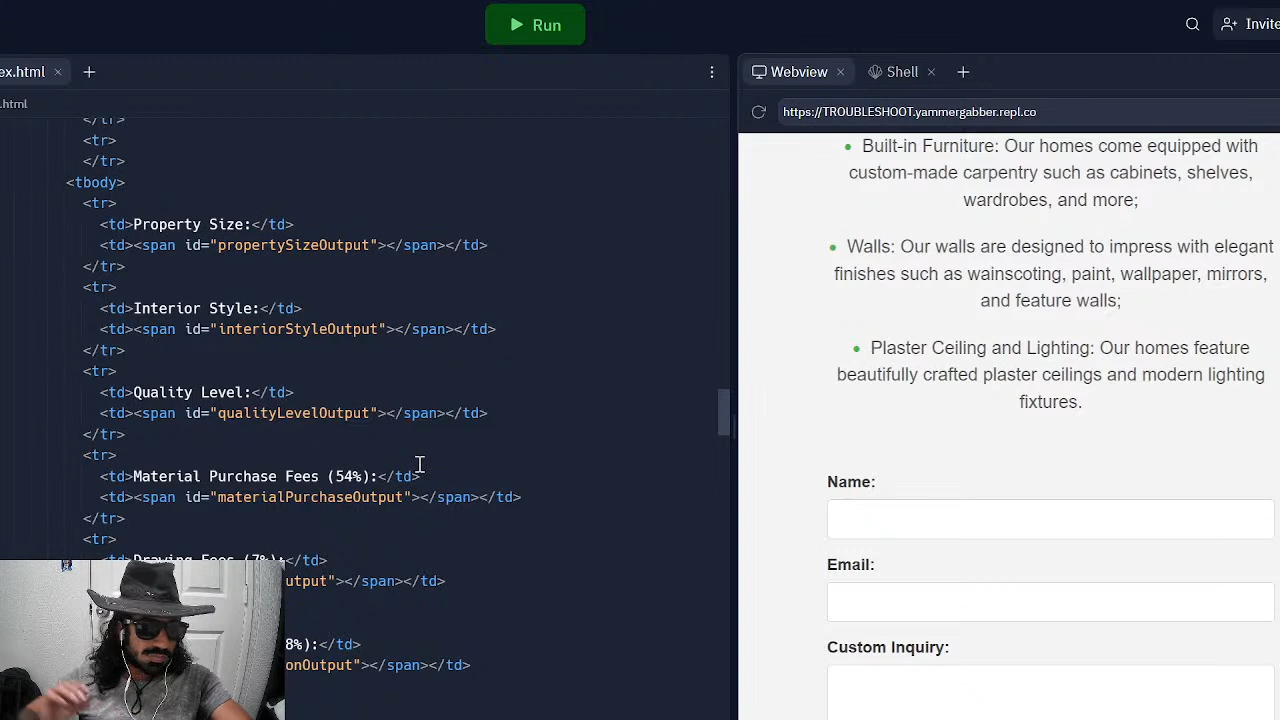 Run
Invite
ex.html
Webview
Shell
.html
https://TROUBLESHOOT.yammergabber.repl.co
</tr>
<tr>
</tr>
<tbody>
<tr>
<td>Property Size:</td>
<td><span id="propertySizeOutput"></span></td>
</tr>
<tr>
<td>Interior Style:</td>
<td><span id="interiorStyleOutput"></span></td>
</tr>
<tr>
<td>Quality Level:</td>
<td><span id="qualityLevelOutput"></span></td>
</tr>
<tr>
<td>Material Purchase Fees (54%):</td>
<td><span id="materialPurchaseOutput"></span></td>
</tr>
<tr>
<td>Drawing Fees (7%):</td>
utput"></span></td>
8%):</td>
onOutput"></span></td>
• Built-in Furniture: Our homes come equipped with
custom-made carpentry such as cabinets, shelves,
wardrobes, and more;
• Walls: Our walls are designed to impress with elegant
finishes such as wainscoting, paint, wallpaper, mirrors,
and feature walls;
• Plaster Ceiling and Lighting: Our homes feature
beautifully crafted plaster ceilings and modern lighting
fixtures.
Name:
Email:
Custom Inquiry: